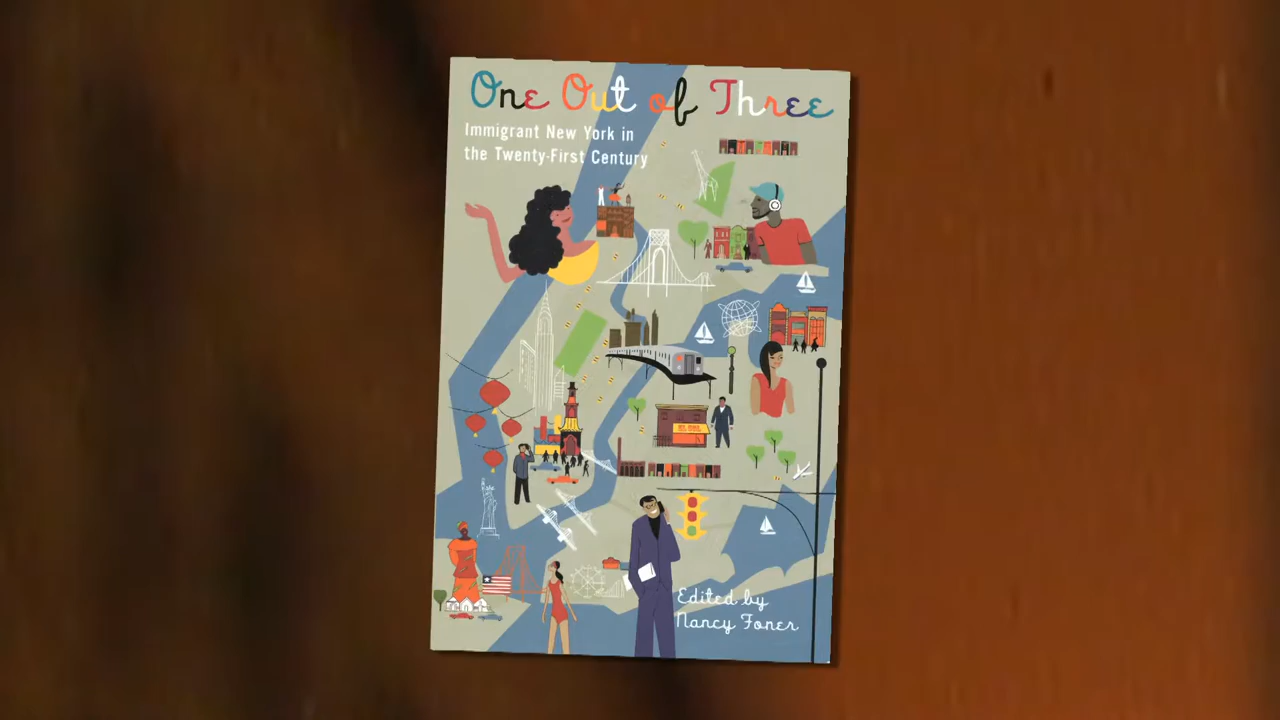 One Out of Three
Immigrant New York in
the Twenty-First Century
Edited by
Nancy Foner